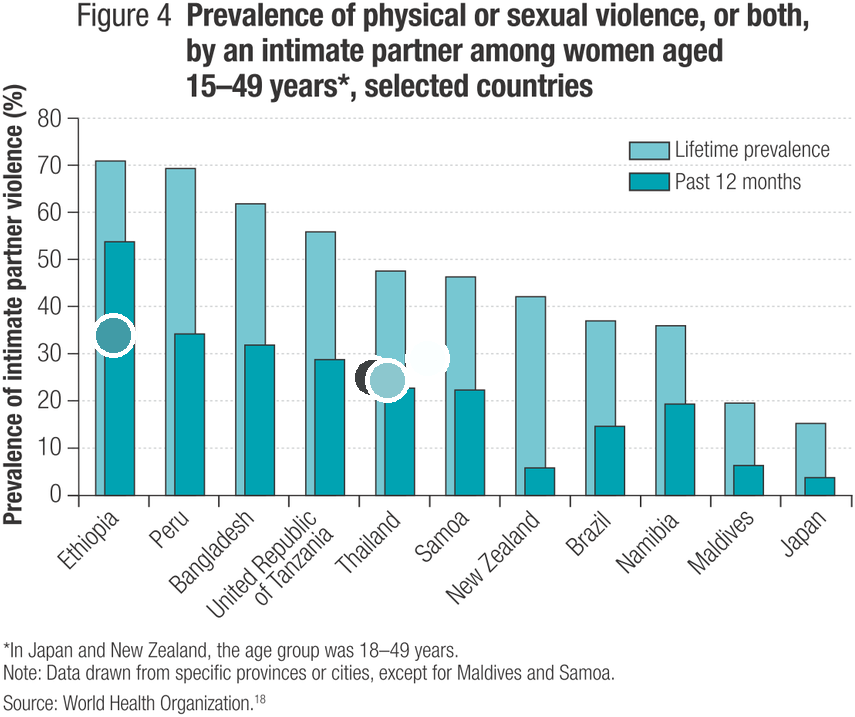 Figure 4 Prevalence of physical or sexual violence, or both,
by an intimate partner among women aged
15–49 years*, selected countries
Prevalence of intimate partner violence (%)
80
70
60
50
40
30
20
10
0
Lifetime prevalence
Past 12 months
Ethiopia
Peru
Bangladesh
United Republic
of Tanzania
Thailand
Samoa
New Zealand
Brazil
Namibia
Maldives
Japan
*In Japan and New Zealand, the age group was 18–49 years.
Note: Data drawn from specific provinces or cities, except for Maldives and Samoa.
Source: World Health Organization.¹⁸